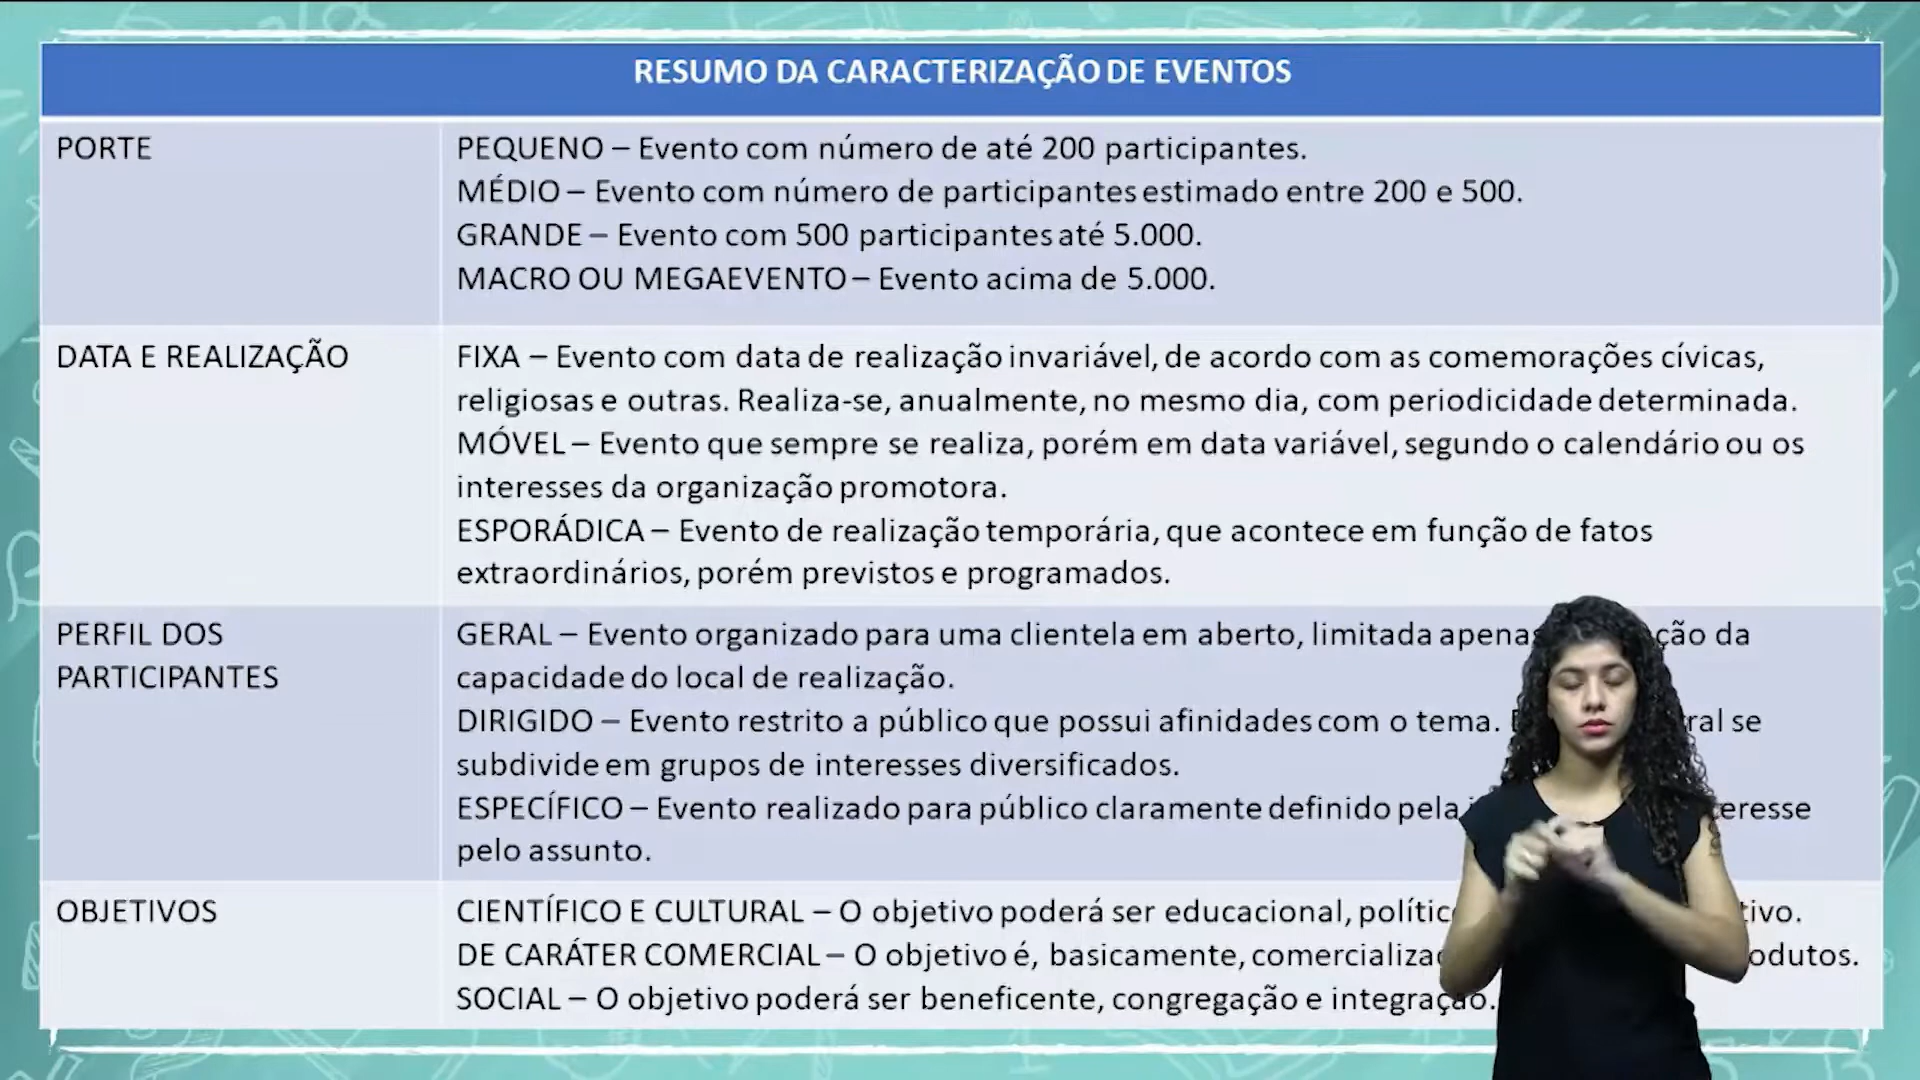 RESUMO DA CARACTERIZAÇÃO DE EVENTOS
PORTE
PEQUENO – Evento com número de até 200 participantes.
MÉDIO – Evento com número de participantes estimado entre 200 e 500.
GRANDE – Evento com 500 participantes até 5.000.
MACRO OU MEGAEVENTO – Evento acima de 5.000.
DATA E REALIZAÇÃO
FIXA – Evento com data de realização invariável, de acordo com as comemorações cívicas,
religiosas e outras. Realiza-se, anualmente, no mesmo dia, com periodicidade determinada.
MÓVEL – Evento que sempre se realiza, porém em data variável, segundo o calendário ou os
interesses da organização promotora.
ESPORÁDICA – Evento de realização temporária, que acontece em função de fatos
extraordinários, porém previstos e programados.
PERFIL DOS
PARTICIPANTES
GERAL – Evento organizado para uma clientela em aberto, limitada apenas da
capacidade do local de realização.
DIRIGIDO – Evento restrito a público que possui afinidades com o tema. se
subdivide em grupos de interesses diversificados.
ESPECÍFICO – Evento realizado para público claramente definido pela
pelo assunto.
OBJETIVOS
CIENTÍFICO E CULTURAL – O objetivo poderá ser educacional,
DE CARÁTER COMERCIAL – O objetivo é, basicamente,
SOCIAL – O objetivo poderá ser beneficente, congregação e integração.